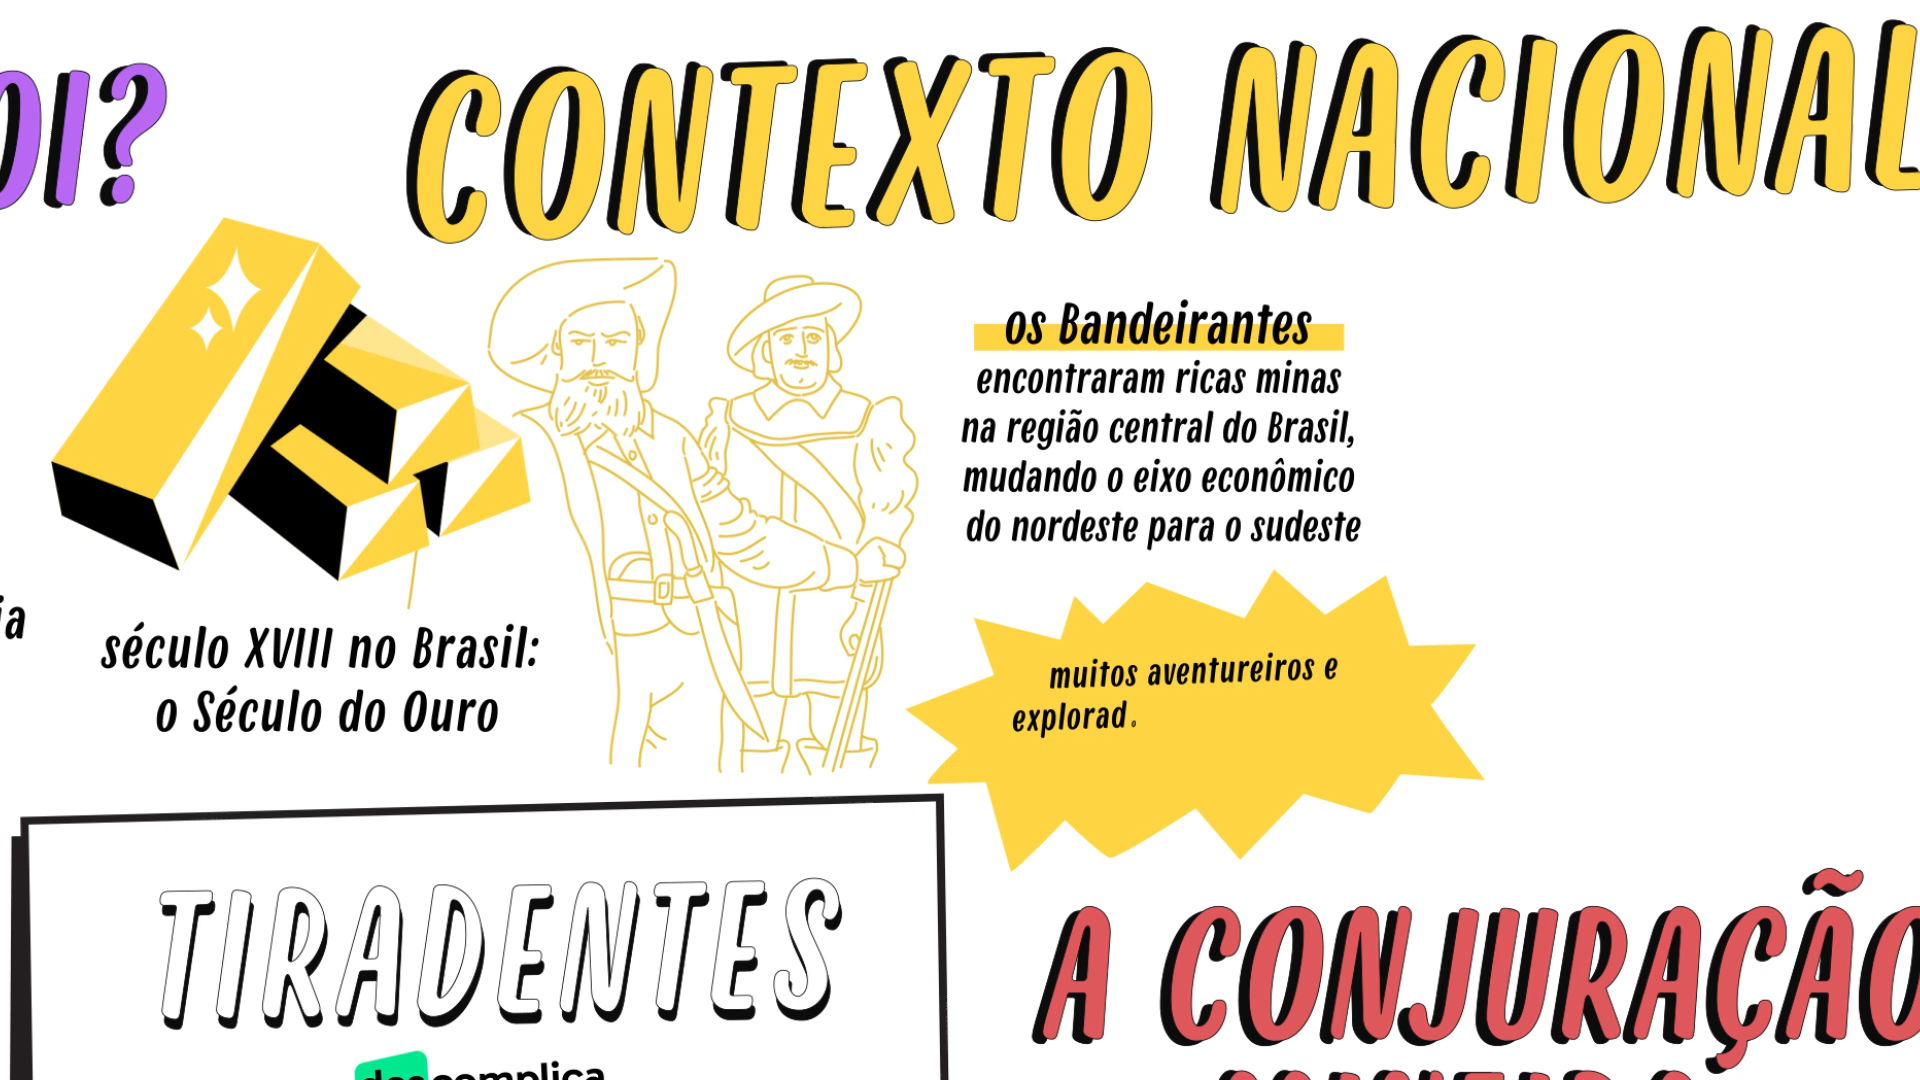 OI?
CONTEXTO NACIONAL
os Bandeirantes
encontraram ricas minas
na região central do Brasil,
mudando o eixo econômico
do nordeste para o sudeste
ia
século XVIII no Brasil:
o Século do Ouro
muitos aventureiros e
explorad.
TIRADENTES
descomplica
A CONJURAÇÃO